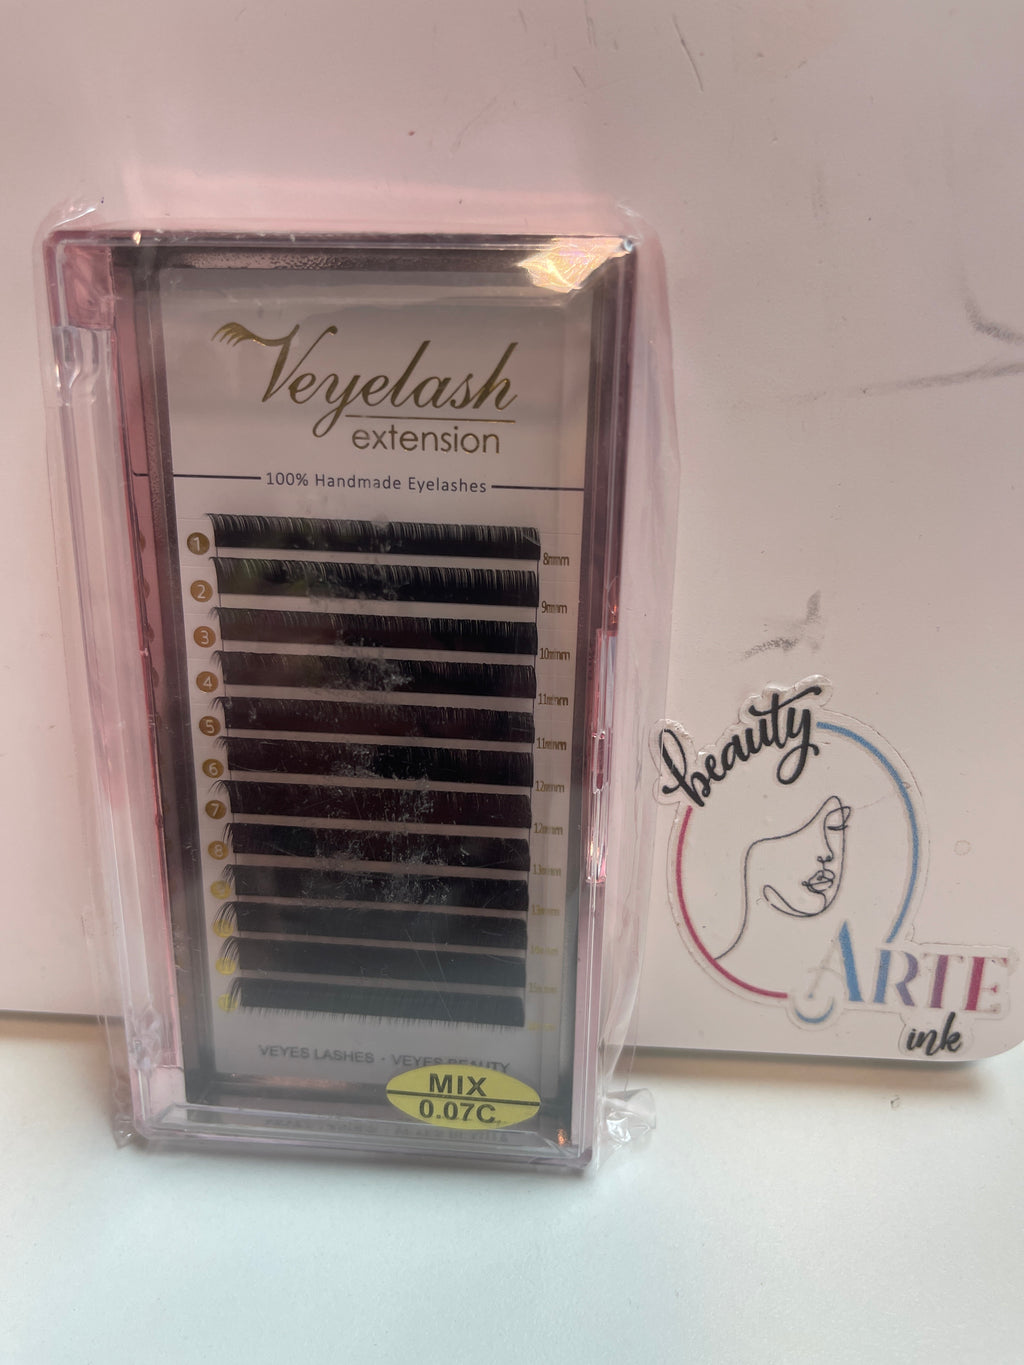 Veyelash
extension
100% Handmade Eyelashes
1
8mm
2
9mm
3
10mm
4
11mm
5
11mm
6
12mm
7
12mm
8
13mm
13mm
VEYES LASHES · VEYES BEAUTY
MIX
0.07C
beauty
ARTE
ink